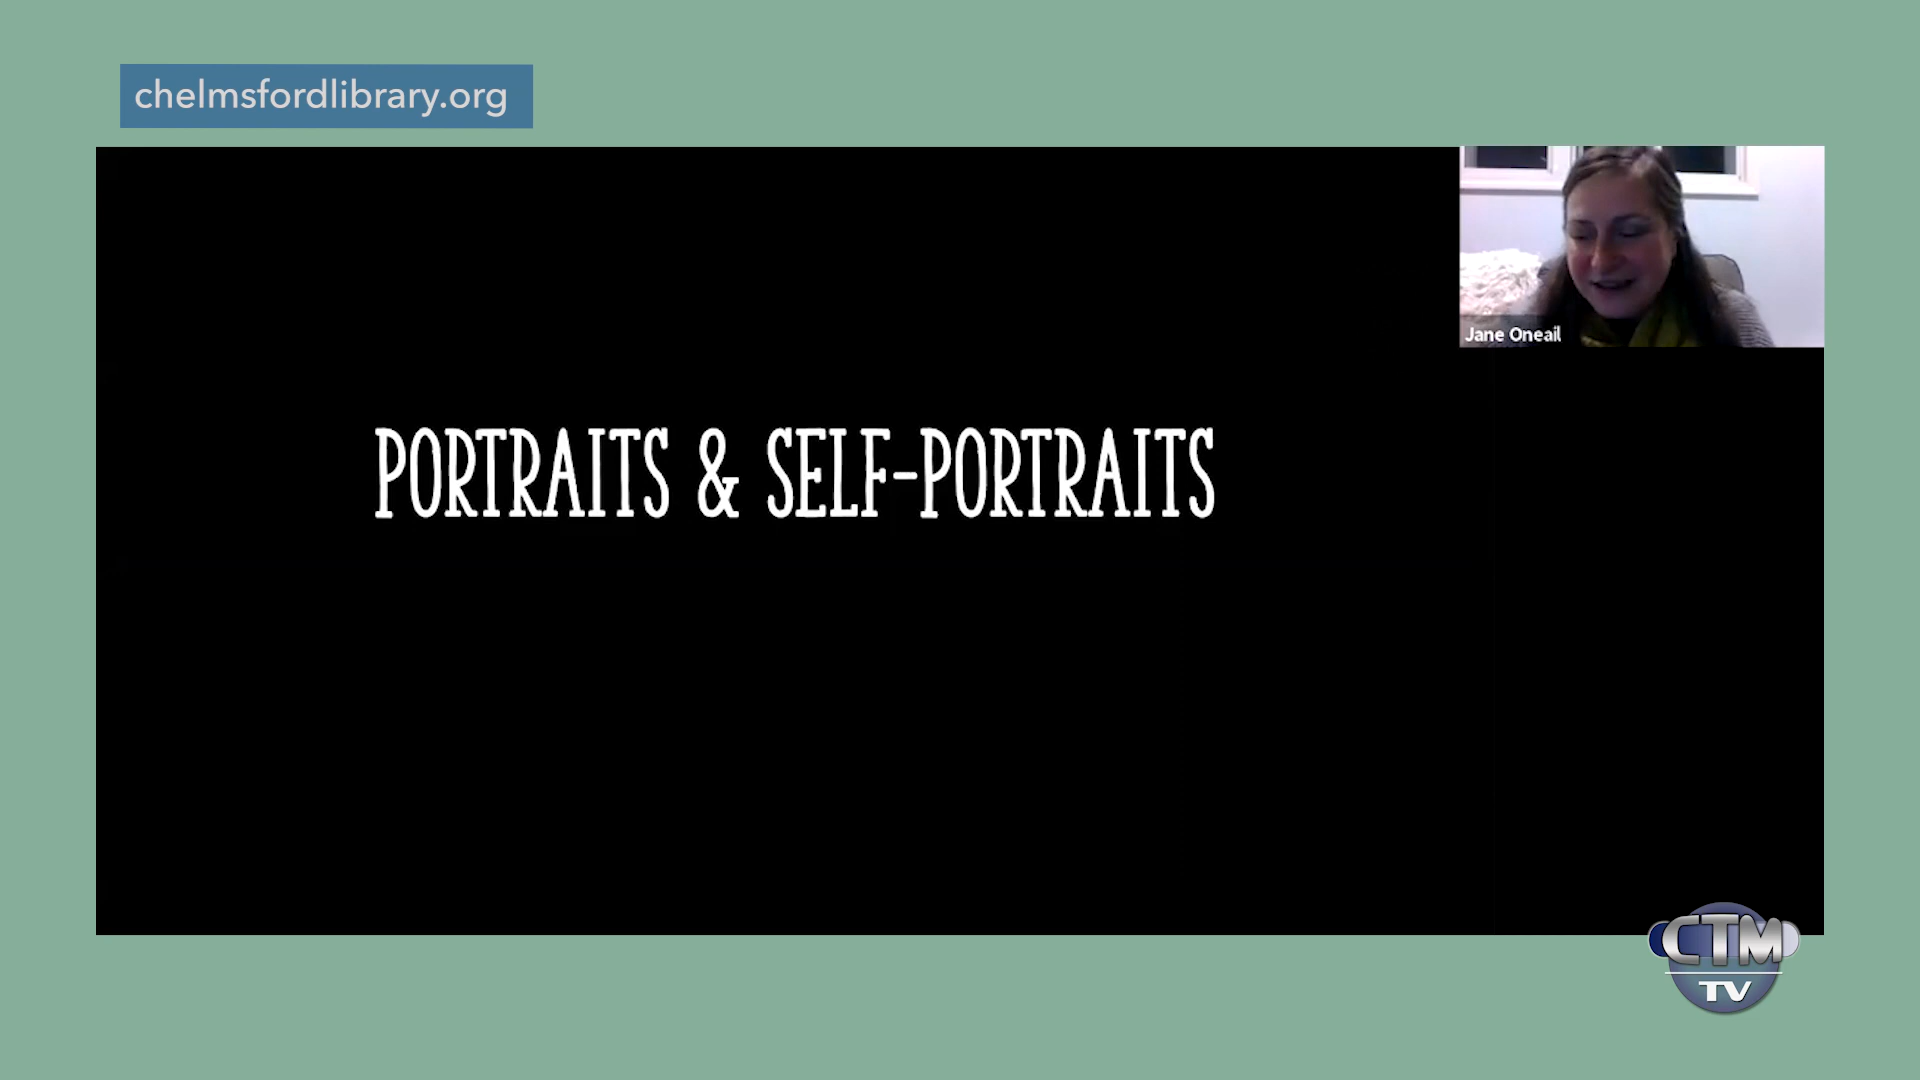 chelmsfordlibrary.org
Jane Oneail
PORTRAITS & SELF-PORTRAITS
CTM
TV